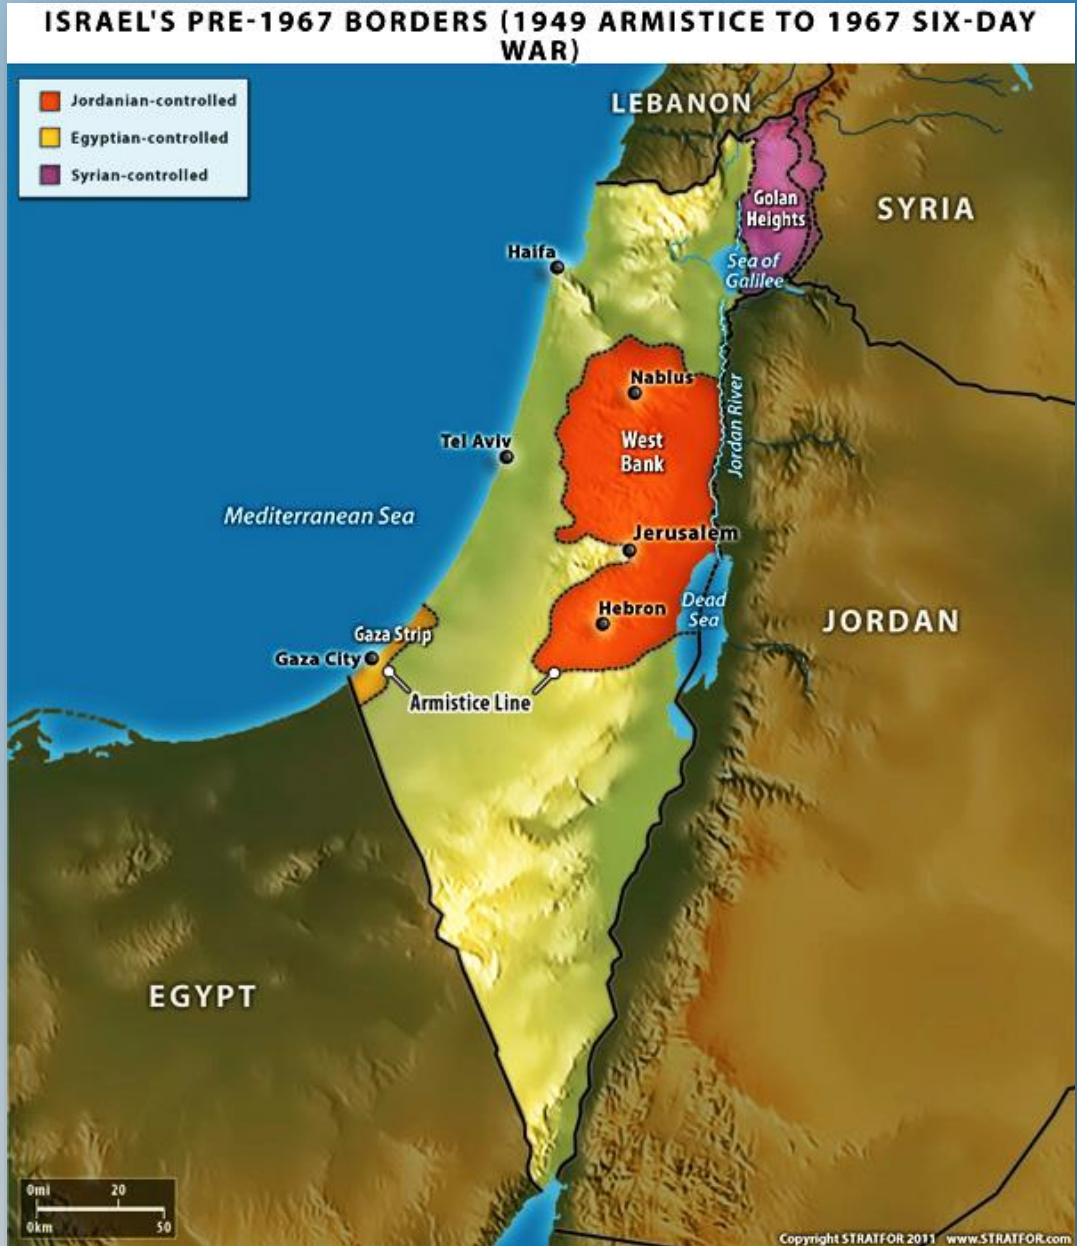 ISRAEL'S PRE-1967 BORDERS (1949 ARMISTICE TO 1967 SIX-DAY
WAR)
Jordanian-controlled
Egyptian-controlled
Syrian-controlled
LEBANON
Golan
Heights
SYRIA
Haifa
Sea of
Galilee
Nablus
Jordan River
Tel Aviv
West
Bank
Mediterranean Sea
Jerusalem
Hebron
Dead
Sea
JORDAN
Gaza Strip
Gaza City
Armistice Line
EGYPT
0mi 20
0km 50
Copyright STRATFOR 2011 www.STRATFOR.com